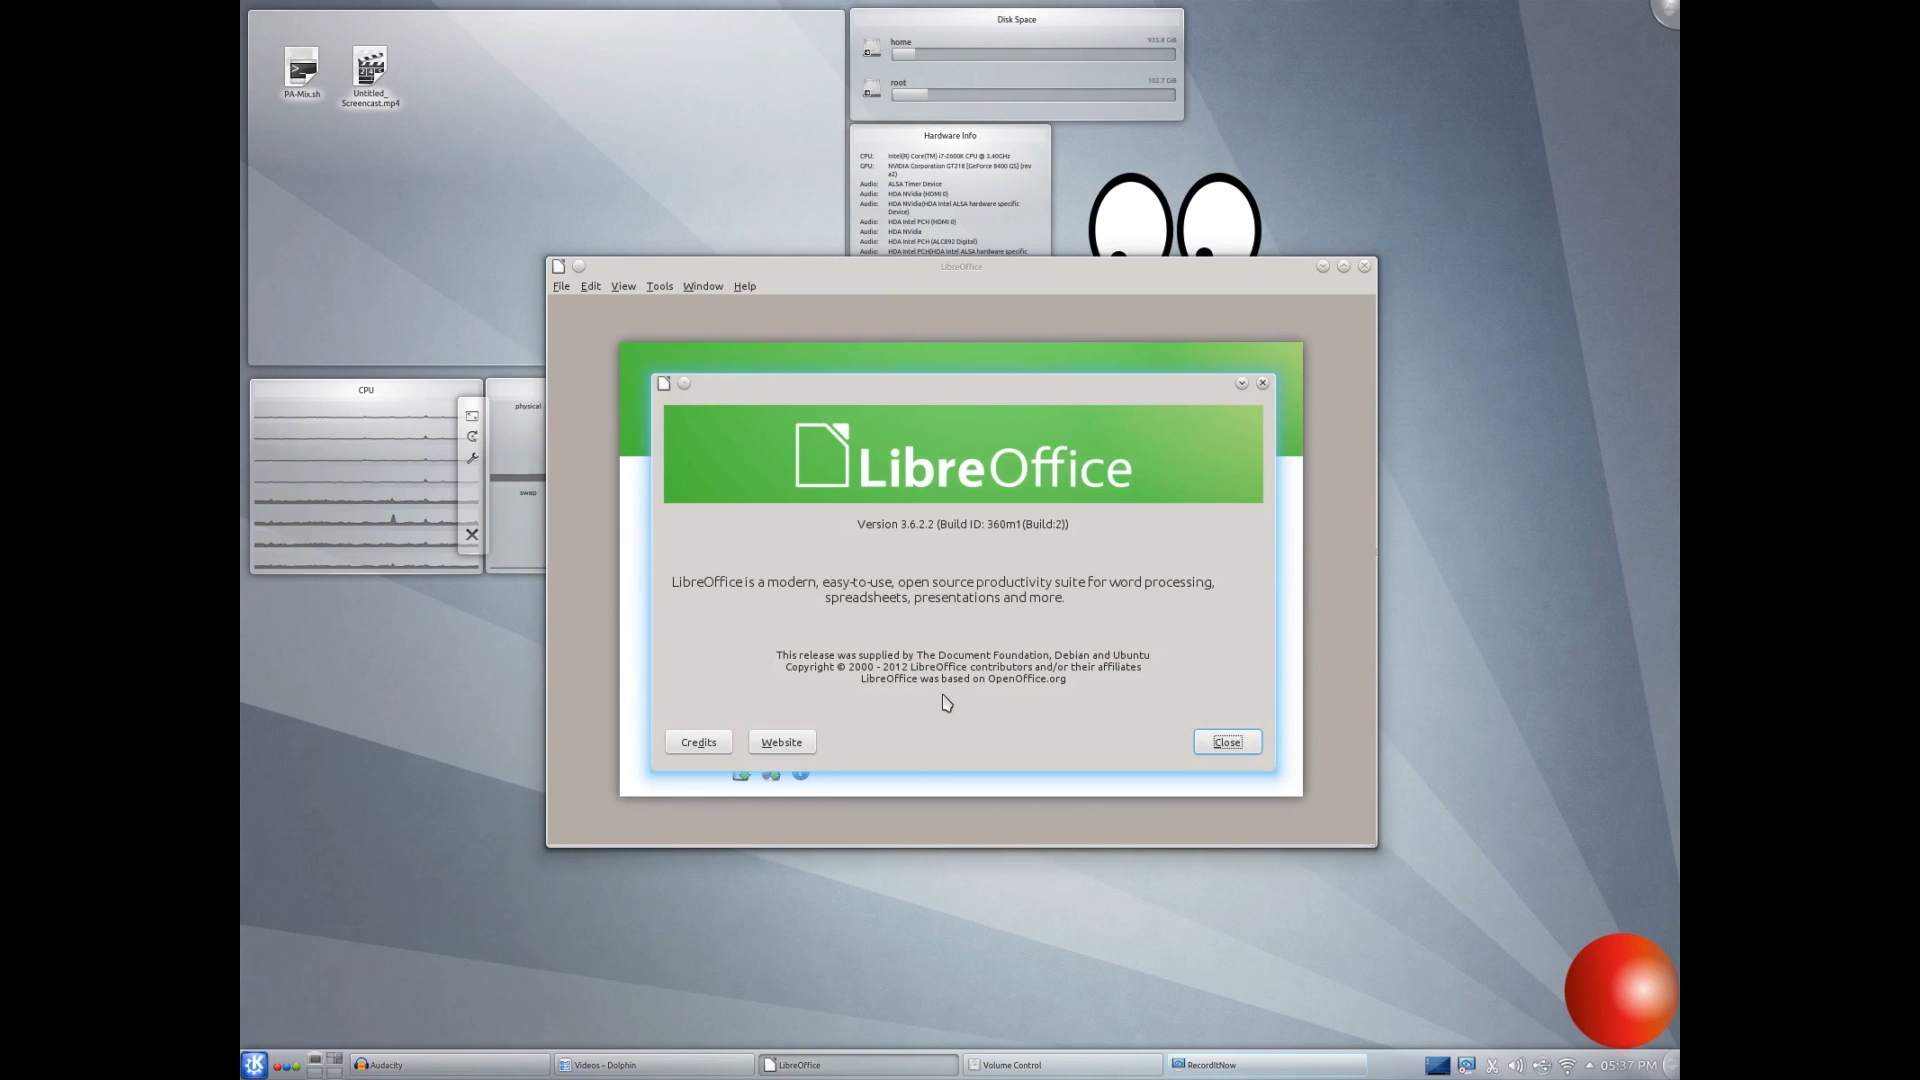 Disk Space
home
935.8 GiB
root
102.7 GiB
PA-Mix.sh
Untitled_
Screencast.mp4
Hardware Info
CPU: Intel(R) Core(TM) i7-2600K CPU @ 3.40GHz
GPU: NVIDIA Corporation GT218 [GeForce 8400 GS] (rev
a2)
Audio: ALSA Timer Device
Audio: HDA NVidia (HDMI 0)
Audio: HDA NVidia(HDA Intel ALSA hardware specific
Device)
Audio: HDA Intel PCH (HDMI 0)
Audio: HDA NVidia
Audio: HDA Intel PCH (ALC892 Digital)
Audio: HDA Intel PCH(HDA Intel ALSA hardware specific
LibreOffice
File Edit View Tools Window Help
CPU
physical
swap
LibreOffice
Version 3.6.2.2 (Build ID: 360m1(Build:2))
LibreOffice is a modern, easy-to-use, open source productivity suite for word processing,
spreadsheets, presentations and more.
This release was supplied by The Document Foundation, Debian and Ubuntu
Copyright © 2000 - 2012 LibreOffice contributors and/or their affiliates
LibreOffice was based on OpenOffice.org
Credits Website Close
Audacity
Videos – Dolphin
LibreOffice
Volume Control
RecordItNow
05:37 PM